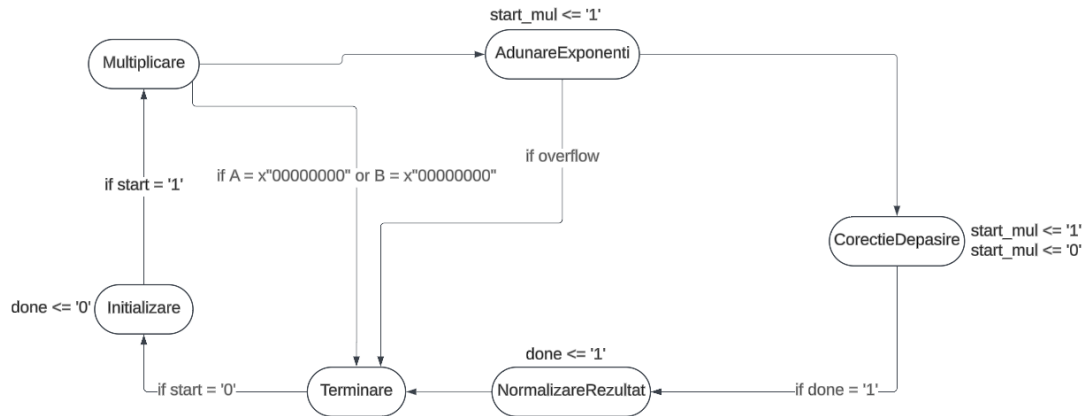 start_mul <= '1'
Multiplicare
AdunareExponenti
if overflow
if A = x"00000000" or B = x"00000000"
if start = '1'
CorectieDepasire
start_mul <= '1'
start_mul <= '0'
done <= '0'
Initializare
done <= '1'
if start = '0'
Terminare
NormalizareRezultat
if done = '1'